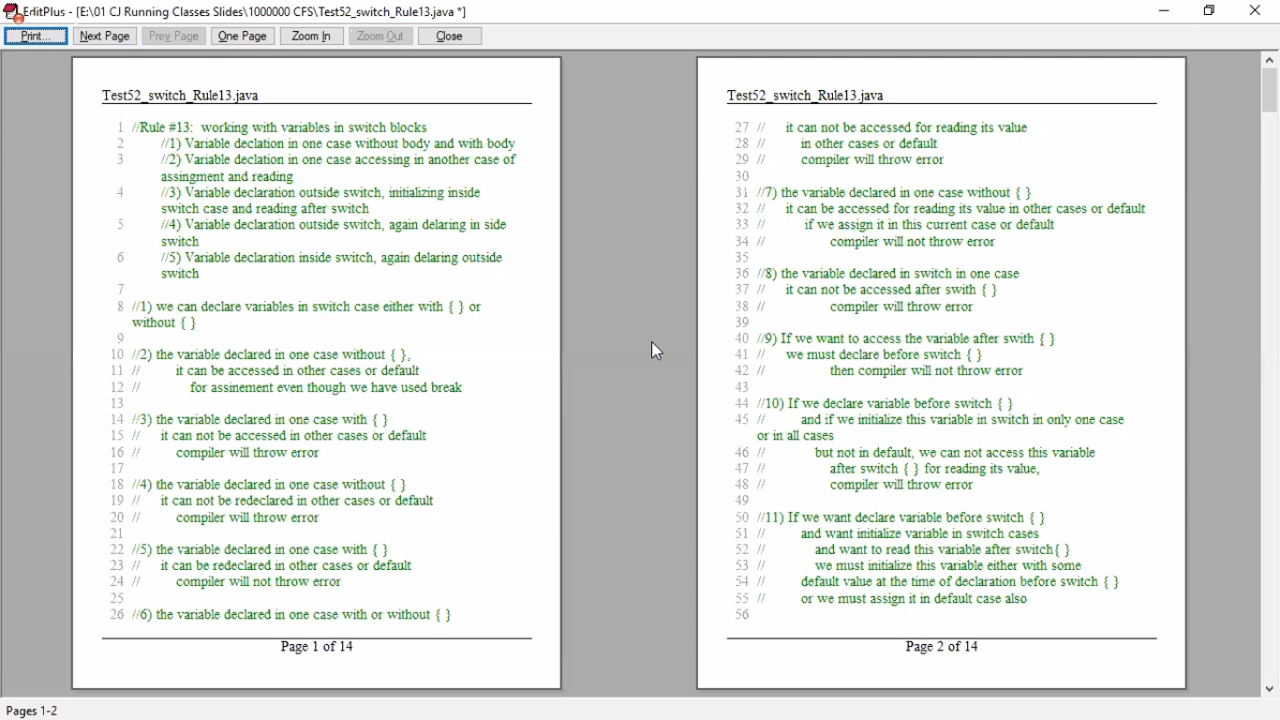 EditPlus - [E:\01 CJ Running Classes Slides\1000000 CFS\Test52_switch_Rule13.java *]
Print... Next Page Prev Page One Page Zoom In Zoom Out Close
Test52_switch_Rule13.java
1 //Rule #13: working with variables in switch blocks
2 //1) Variable declation in one case without body and with body
3 //2) Variable declation in one case accessing in another case of
assingment and reading
4 //3) Variable declaration outside switch, initializing inside
switch case and reading after switch
5 //4) Variable declaration outside switch, again delaring in side
switch
6 //5) Variable declaration inside switch, again delaring outside
switch
7
8 //1) we can declare variables in switch case either with { } or
without { }
9
10 //2) the variable declared in one case without { },
11 // it can be accessed in other cases or default
12 // for assinement even though we have used break
13
14 //3) the variable declared in one case with { }
15 // it can not be accessed in other cases or default
16 // compiler will throw error
17
18 //4) the variable declared in one case without { }
19 // it can not be redeclared in other cases or default
20 // compiler will throw error
21
22 //5) the variable declared in one case with { }
23 // it can be redeclared in other cases or default
24 // compiler will not throw error
25
26 //6) the variable declared in one case with or without { }
Page 1 of 14
Test52_switch_Rule13.java
27 // it can not be accessed for reading its value
28 // in other cases or default
29 // compiler will throw error
30
31 //7) the variable declared in one case without { }
32 // it can be accessed for reading its value in other cases or default
33 // if we assign it in this current case or default
34 // compiler will not throw error
35
36 //8) the variable declared in switch in one case
37 // it can not be accessed after swith { }
38 // compiler will throw error
39
40 //9) If we want to access the variable after swith { }
41 // we must declare before switch { }
42 // then compiler will not throw error
43
44 //10) If we declare variable before switch { }
45 // and if we initialize this variable in switch in only one case
or in all cases
46 // but not in default, we can not access this variable
47 // after switch { } for reading its value,
48 // compiler will throw error
49
50 //11) If we want declare variable before switch { }
51 // and want initialize variable in switch cases
52 // and want to read this variable after switch{ }
53 // we must initialize this variable either with some
54 // default value at the time of declaration before switch { }
55 // or we must assign it in default case also
56
Page 2 of 14
Pages 1-2